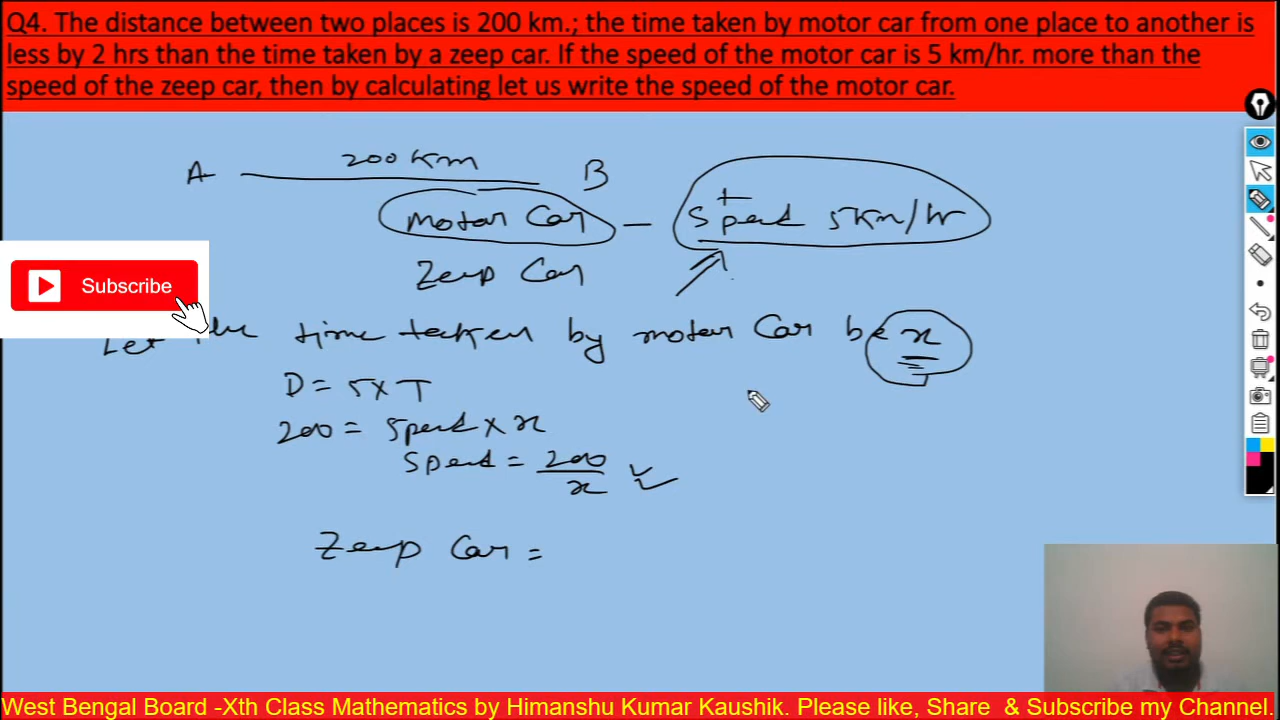 Q4. The distance between two places is 200 km.; the time taken by motor car from one place to another is
less by 2 hrs than the time taken by a zeep car. If the speed of the motor car is 5 km/hr. more than the
speed of the zeep car, then by calculating let us write the speed of the motor car.
A 200 Km B
motor Car - Speed 5Km/hr
Zeep Car
Subscribe
Let the time taken by motor Car be x
D = S x T
200 = Speed x x
Speed = 200/x
Zeep Car =
West Bengal Board -Xth Class Mathematics by Himanshu Kumar Kaushik. Please like, Share & Subscribe my Channel.